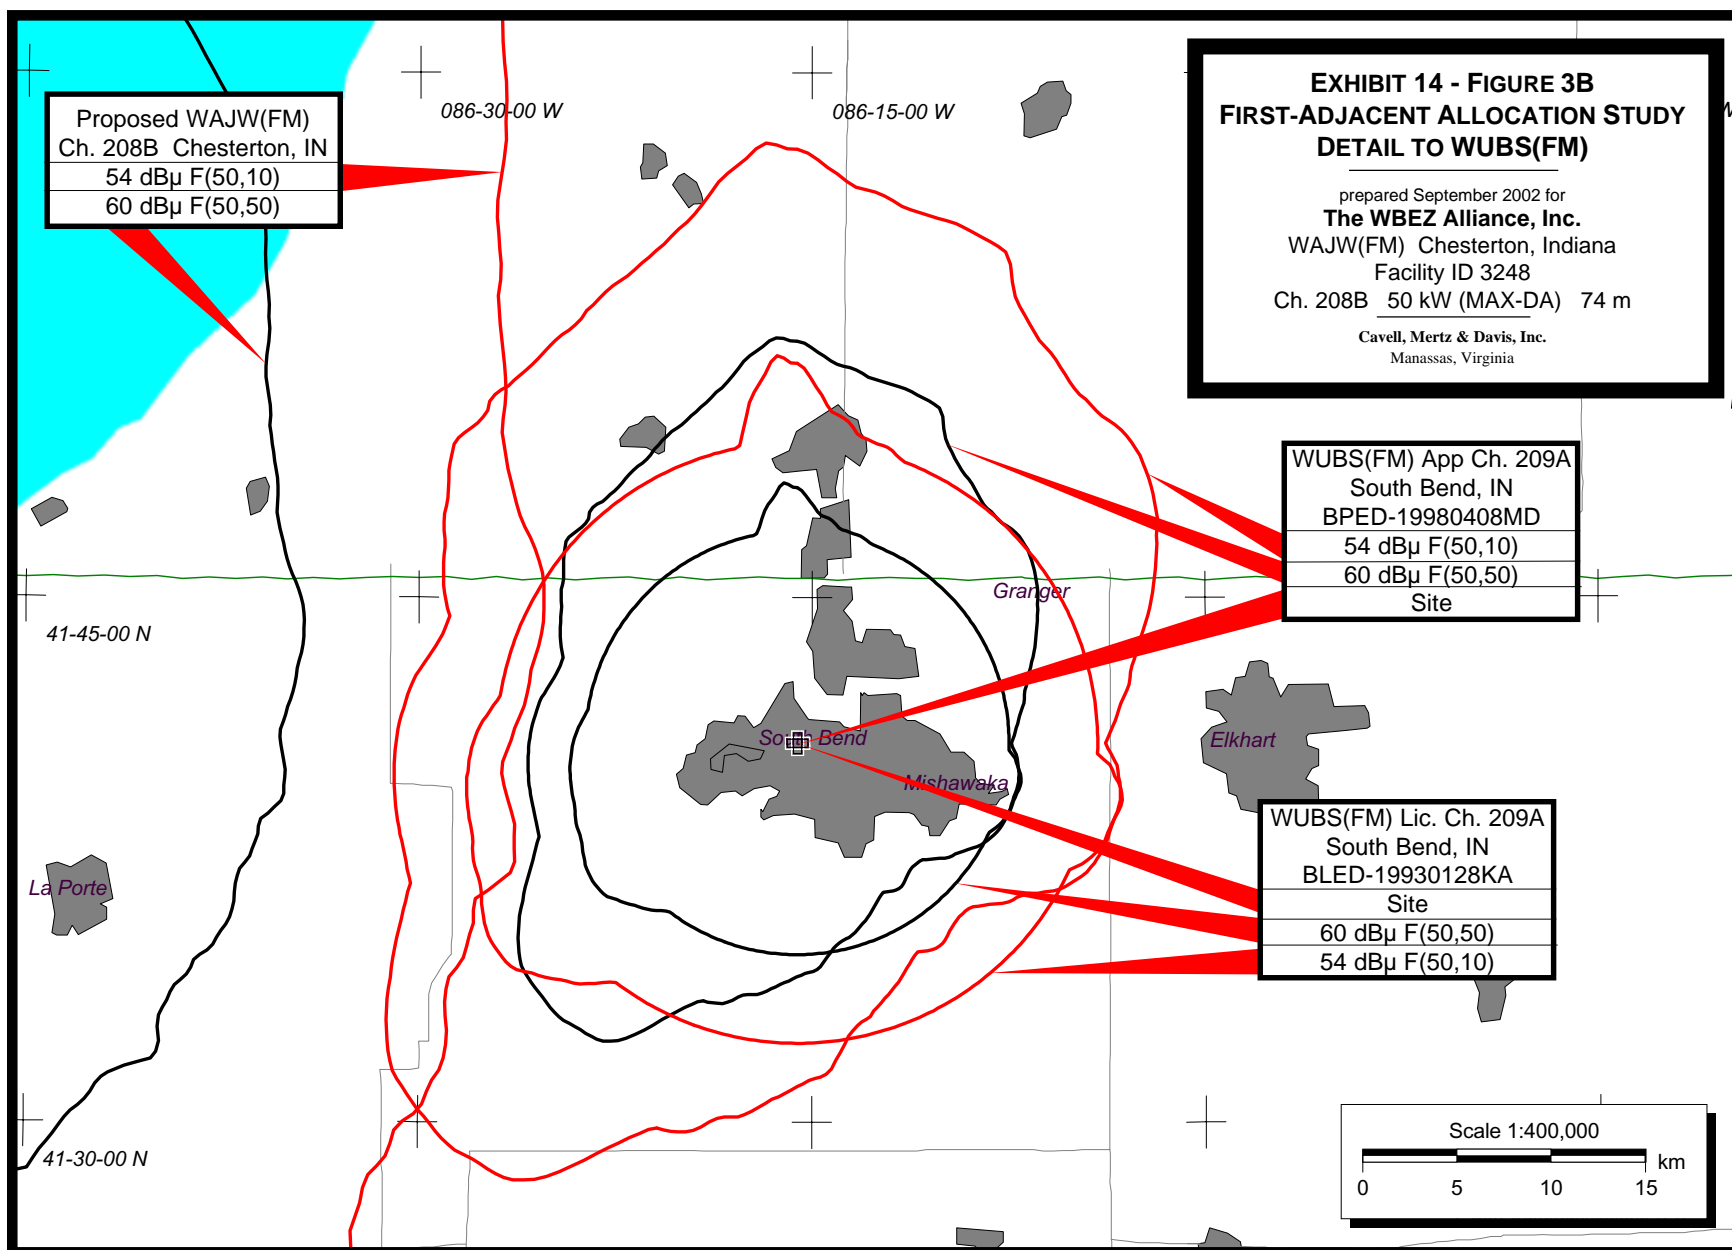 EXHIBIT 14 - FIGURE 3B
FIRST-ADJACENT ALLOCATION STUDY
DETAIL TO WUBS(FM)
prepared September 2002 for
The WBEZ Alliance, Inc.
WAJW(FM) Chesterton, Indiana
Facility ID 3248
Ch. 208B 50 kW (MAX-DA) 74 m
Cavell, Mertz & Davis, Inc.
Manassas, Virginia
Proposed WAJW(FM)
Ch. 208B Chesterton, IN
54 dBµ F(50,10)
60 dBµ F(50,50)
086-30-00 W
086-15-00 W
WUBS(FM) App Ch. 209A
South Bend, IN
BPED-19980408MD
54 dBµ F(50,10)
60 dBµ F(50,50)
Site
Granger
41-45-00 N
South Bend
Elkhart
Mishawaka
WUBS(FM) Lic. Ch. 209A
South Bend, IN
BLED-19930128KA
Site
60 dBµ F(50,50)
54 dBµ F(50,10)
La Porte
41-30-00 N
Scale 1:400,000
km
0 5 10 15